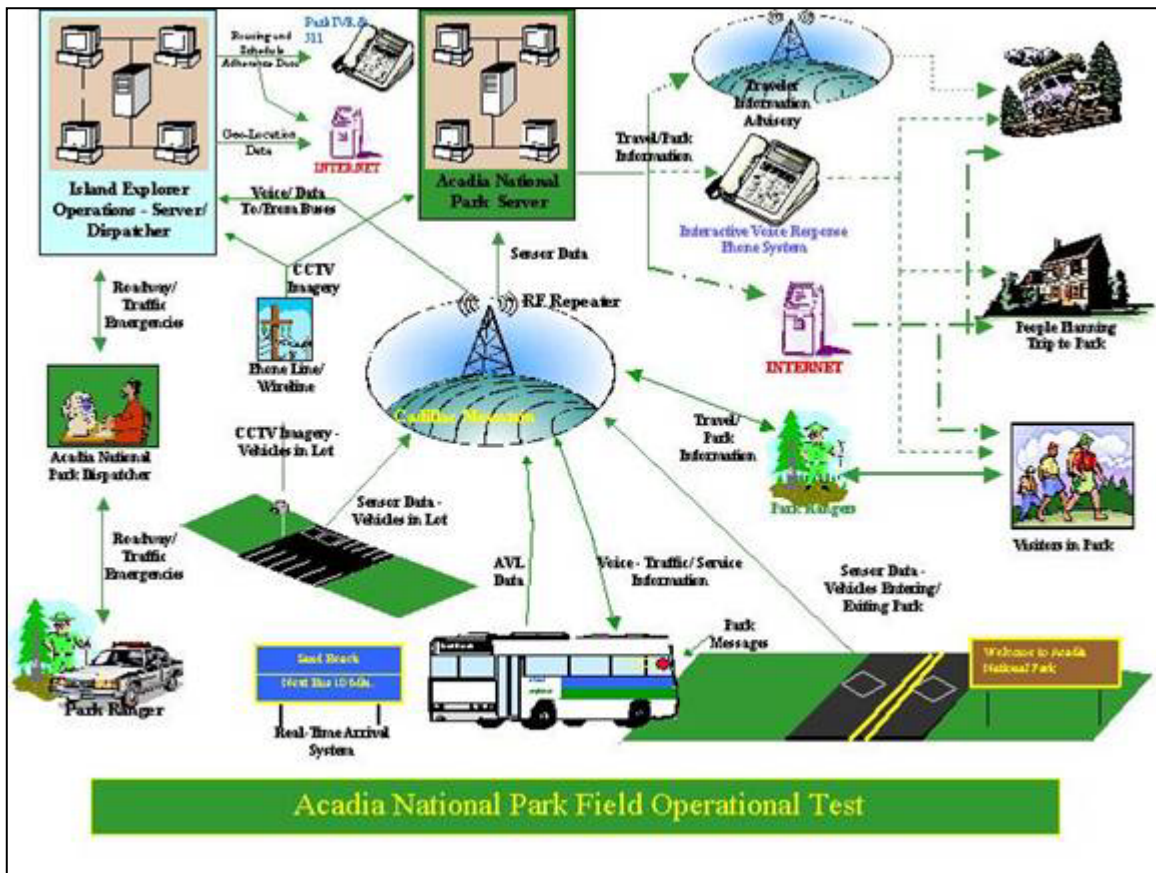 Park IVR &
511
Routing and
Schedule
Adherence Data
Geo-Location
Data
INTERNET
Island Explorer
Operations - Server/
Dispatcher
Acadia National
Park Server
Voice/ Data
To/From Buses
CCTV
Imagery
Phone Line/
Wireline
Sensor Data
RF Repeater
Cadillac Mountain
Traveler
Information
Advisory
Travel/Park
Information
Interactive Voice Response
Phone System
INTERNET
People Planning
Trip to Park
Travel/
Park
Information
Park Rangers
Visitors in Park
Roadway/
Traffic
Emergencies
Acadia National
Park Dispatcher
Roadway/
Traffic
Emergencies
Park Ranger
CCTV Imagery -
Vehicles in Lot
Sensor Data -
Vehicles in Lot
AVL
Data
Voice - Traffic/ Service
Information
Sensor Data -
Vehicles Entering/
Exiting Park
Park
Messages
Sand Beach
Next Bus 10 Min.
Real-Time Arrival
System
Welcome to Acadia
National Park
Acadia National Park Field Operational Test